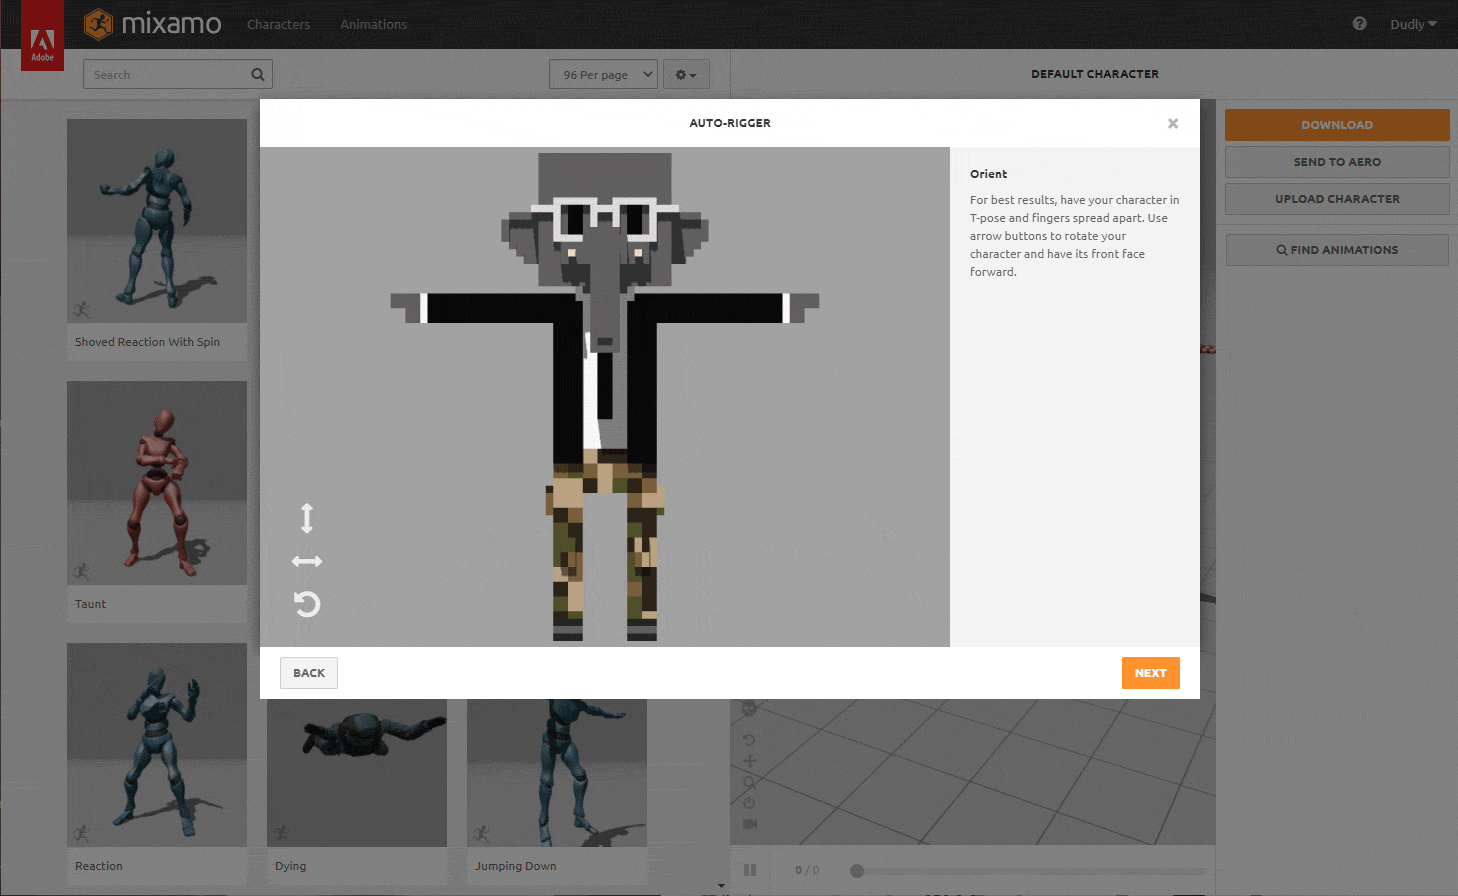 Adobe
mixamo
Characters
Animations
Dudly
Search
96 Per page
DEFAULT CHARACTER
AUTO-RIGGER
DOWNLOAD
SEND TO AERO
UPLOAD CHARACTER
FIND ANIMATIONS
Orient
For best results, have your character in
T-pose and fingers spread apart. Use
arrow buttons to rotate your
character and have its front face
forward.
Shoved Reaction With Spin
Taunt
BACK
NEXT
Reaction
Dying
Jumping Down
0 / 0